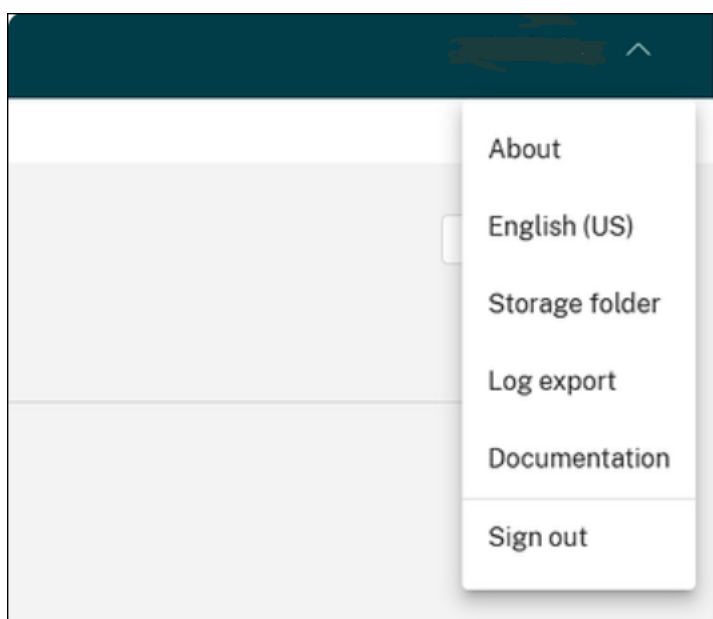 About
English (US)
Storage folder
Log export
Documentation
Sign out